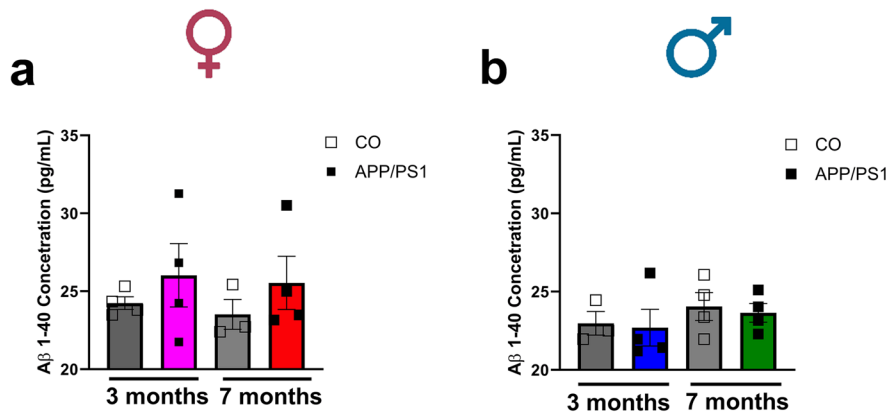 a
Aβ 1-40 Concetration (pg/mL)
35
30
25
20
CO
APP/PS1
3 months
7 months
b
Aβ 1-40 Concetration (pg/mL)
35
30
25
20
CO
APP/PS1
3 months
7 months